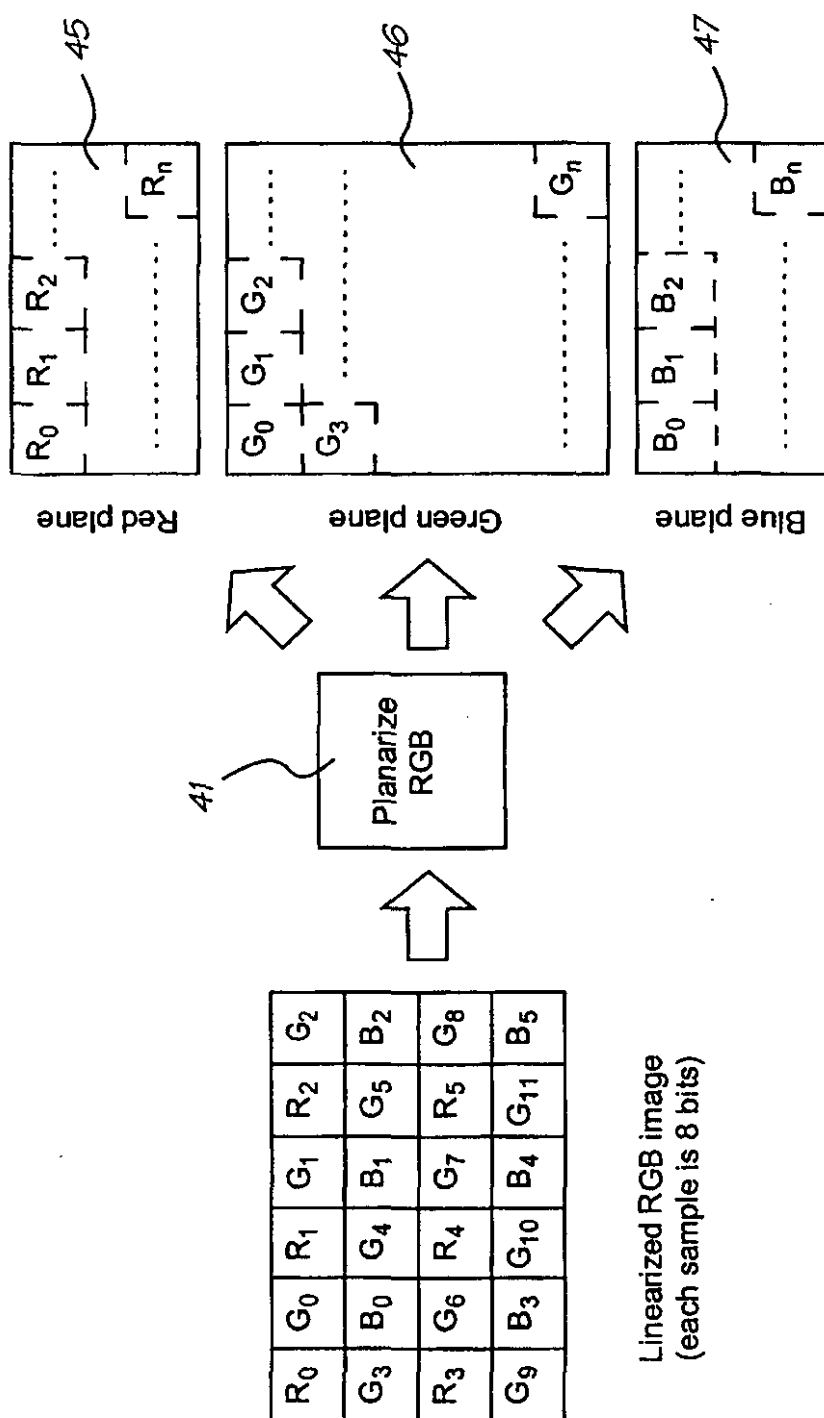 R0 G0 R1 G1 R2 G2
G3 B0 G4 B1 G5 B2
R3 G6 R4 G7 R5 G8
G9 B3 G10 B4 G11 B5
Linearized RGB image
(each sample is 8 bits)
41
Planarize
RGB
Red plane
R0 R1 R2 ......
............ Rn
45
Green plane
G0 G1 G2 ......
G3 ..................
.................. Gn
46
Blue plane
B0 B1 B2 ......
.................. Bn
47